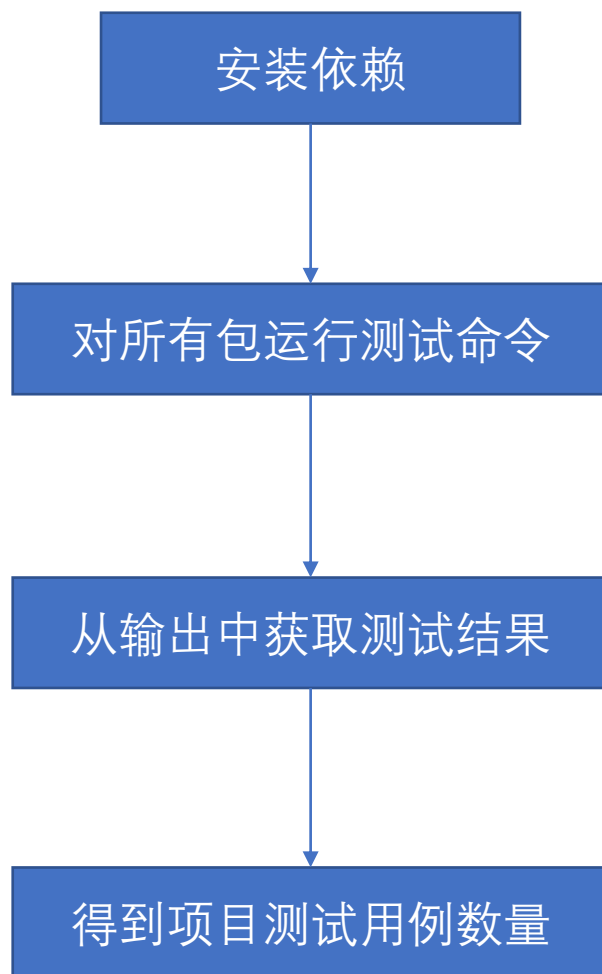 安装依赖
对所有包运行测试命令
从输出中获取测试结果
得到项目测试用例数量